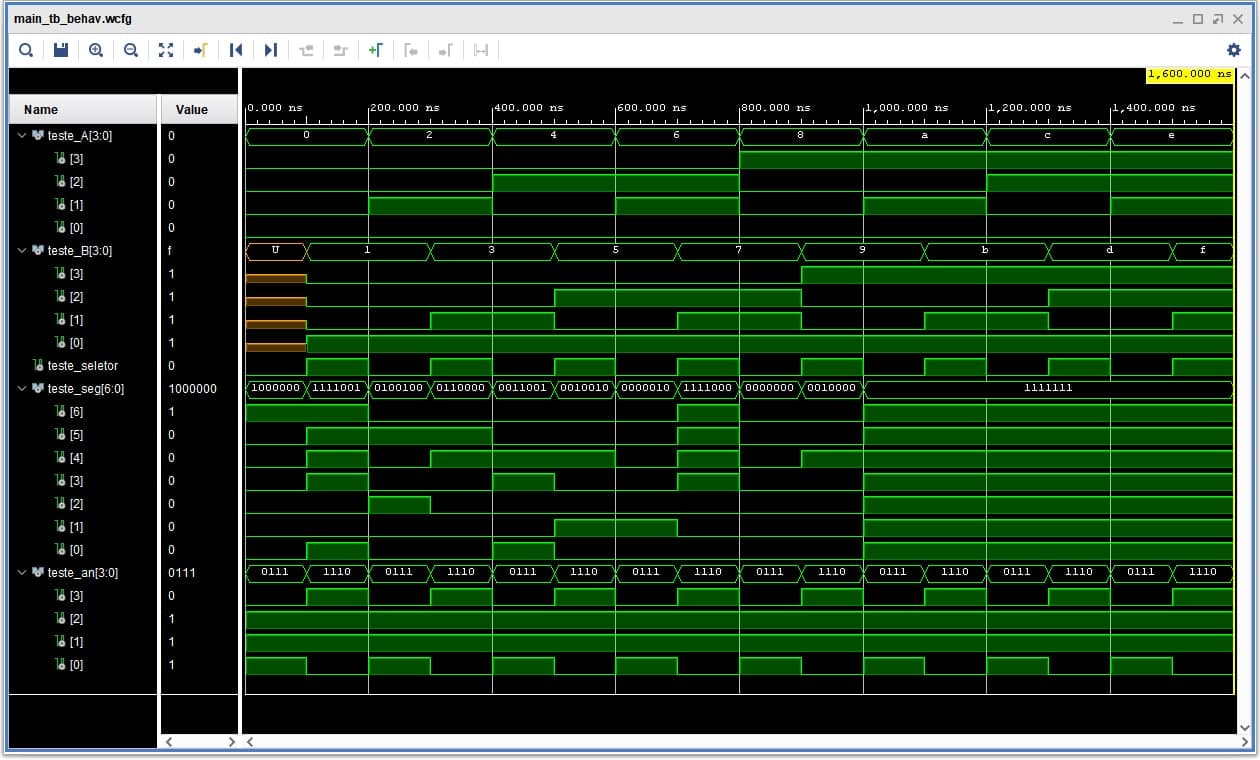 main_tb_behav.wcfg
1,600.000 ns
Name Value 0.000 ns 200.000 ns 400.000 ns 600.000 ns 800.000 ns 1,000.000 ns 1,200.000 ns 1,400.000 ns
teste_A[3:0] 0 0 2 4 6 8 a c e
[3] 0
[2] 0
[1] 0
[0] 0
teste_B[3:0] f U 1 3 5 7 9 b d f
[3] 1
[2] 1
[1] 1
[0] 1
teste_seletor 0
teste_seg[6:0] 1000000 1000000 1111001 0100100 0110000 0011001 0010010 0000010 1111000 0000000 0010000 1111111
[6] 1
[5] 0
[4] 0
[3] 0
[2] 0
[1] 0
[0] 0
teste_an[3:0] 0111 0111 1110 0111 1110 0111 1110 0111 1110 0111 1110 0111 1110 0111 1110 0111 1110
[3] 0
[2] 1
[1] 1
[0] 1